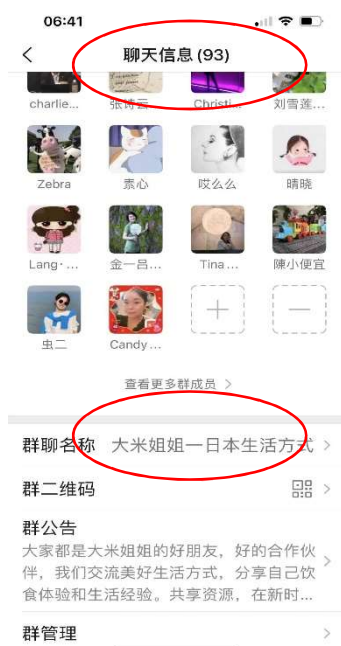 06:41
聊天信息 (93)
charlie... 张诗云 Christi... 刘雪莲...
Zebra 素心 哎么么 晴晓
Lang·... 金一吕... Tina ... 陳小便宜
虫二 Candy ...
查看更多群成员 >
群聊名称 大米姐姐一日本生活方式 >
群二维码 >
群公告
大家都是大米姐姐的好朋友，好的合作伙
伴，我们交流美好生活方式，分享自己饮
食体验和生活经验。共享资源，在新时...
群管理 >